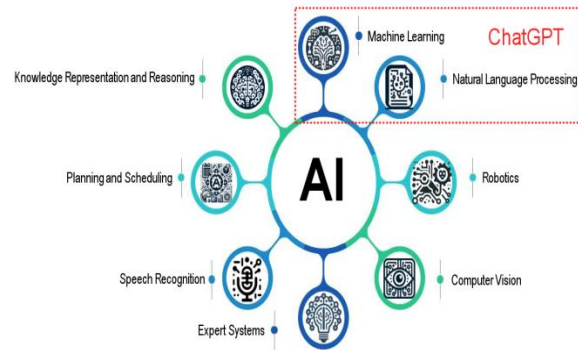 Machine Learning
ChatGPT
Knowledge Representation and Reasoning
Natural Language Processing
AI
Planning and Scheduling
Robotics
Speech Recognition
Computer Vision
Expert Systems